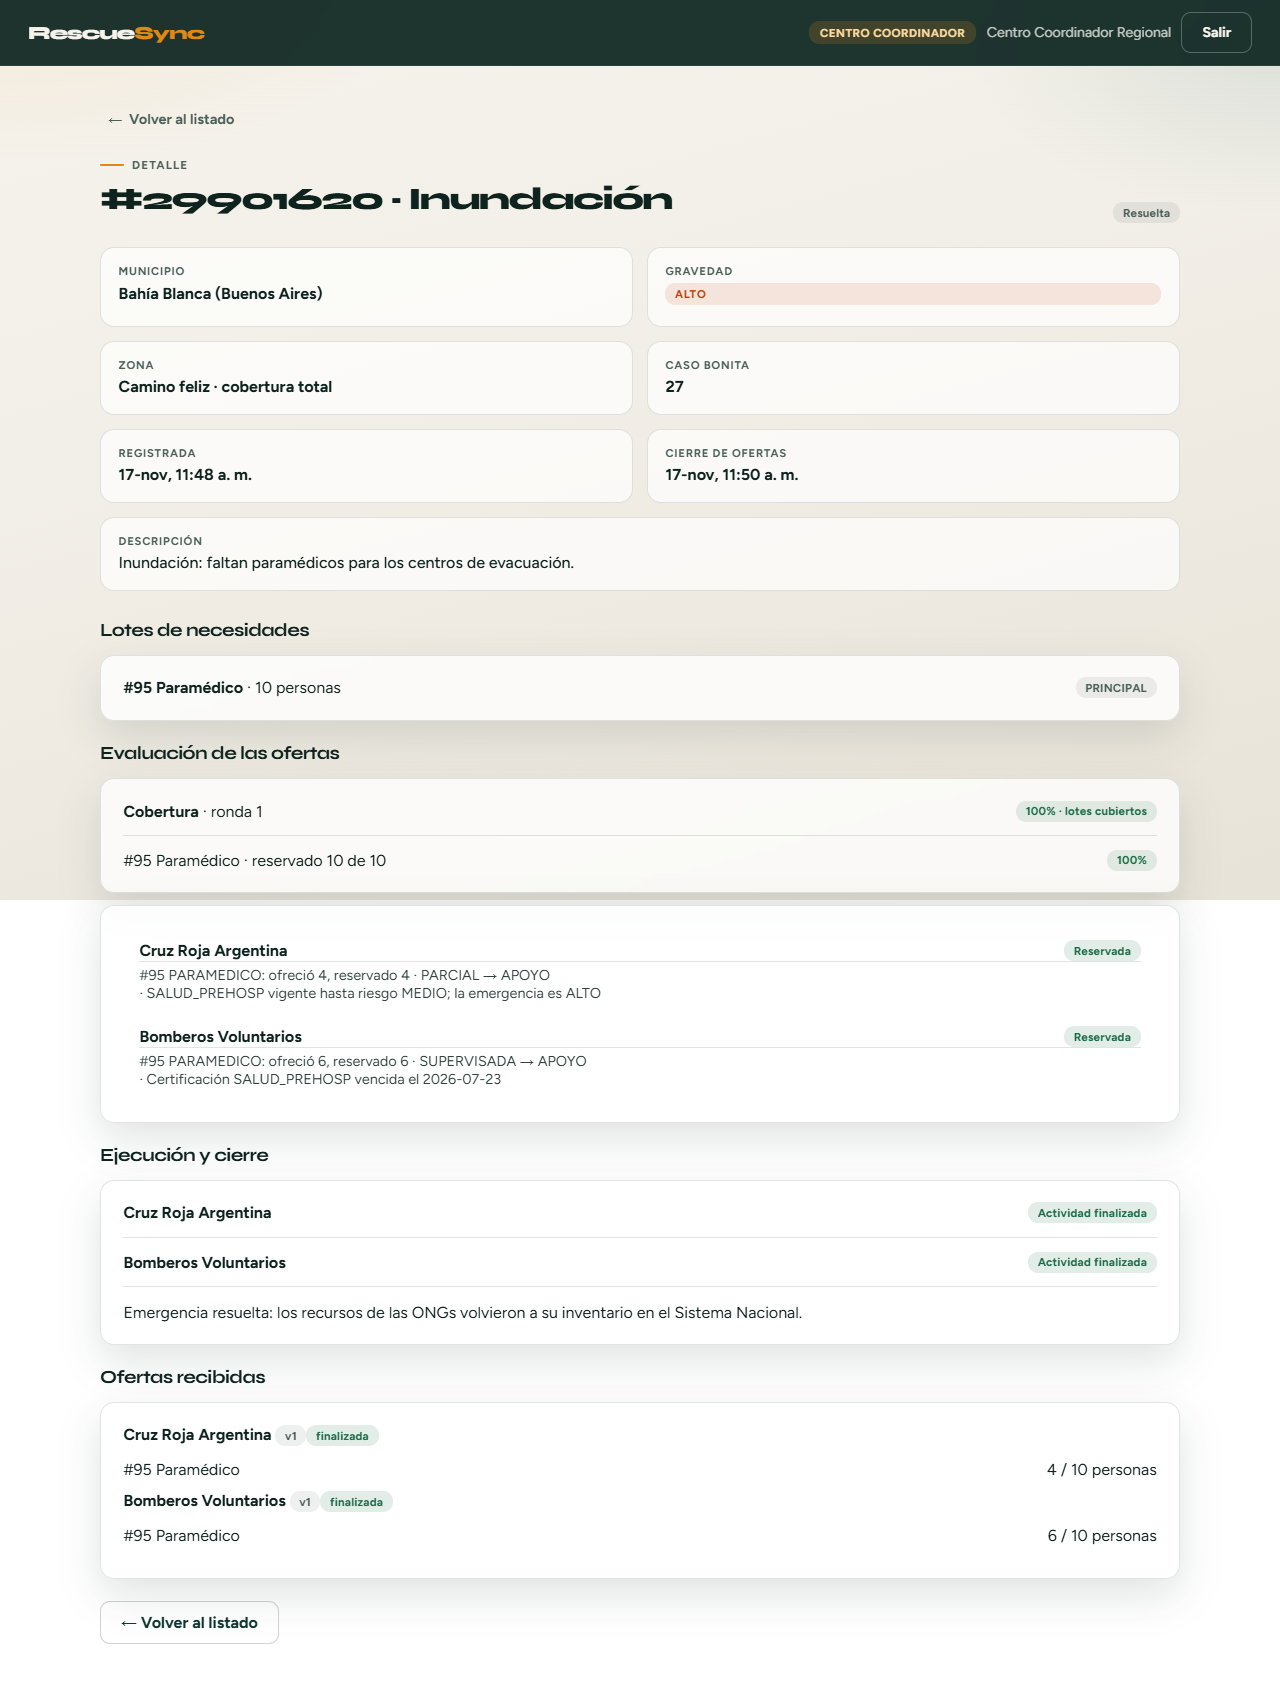 RescueSync
CENTRO COORDINADOR Centro Coordinador Regional Salir
← Volver al listado
DETALLE
#29901620 · Inundación
Resuelta
MUNICIPIO
Bahía Blanca (Buenos Aires)
GRAVEDAD
ALTO
ZONA
Camino feliz · cobertura total
CASO BONITA
27
REGISTRADA
17-nov, 11:48 a. m.
CIERRE DE OFERTAS
17-nov, 11:50 a. m.
DESCRIPCIÓN
Inundación: faltan paramédicos para los centros de evacuación.
Lotes de necesidades
#95 Paramédico · 10 personas PRINCIPAL
Evaluación de las ofertas
Cobertura · ronda 1 100% · lotes cubiertos
#95 Paramédico · reservado 10 de 10 100%
Cruz Roja Argentina Reservada
#95 PARAMEDICO: ofreció 4, reservado 4 · PARCIAL → APOYO
· SALUD_PREHOSP vigente hasta riesgo MEDIO; la emergencia es ALTO
Bomberos Voluntarios Reservada
#95 PARAMEDICO: ofreció 6, reservado 6 · SUPERVISADA → APOYO
· Certificación SALUD_PREHOSP vencida el 2026-07-23
Ejecución y cierre
Cruz Roja Argentina Actividad finalizada
Bomberos Voluntarios Actividad finalizada
Emergencia resuelta: los recursos de las ONGs volvieron a su inventario en el Sistema Nacional.
Ofertas recibidas
Cruz Roja Argentina v1 finalizada
#95 Paramédico 4 / 10 personas
Bomberos Voluntarios v1 finalizada
#95 Paramédico 6 / 10 personas
← Volver al listado